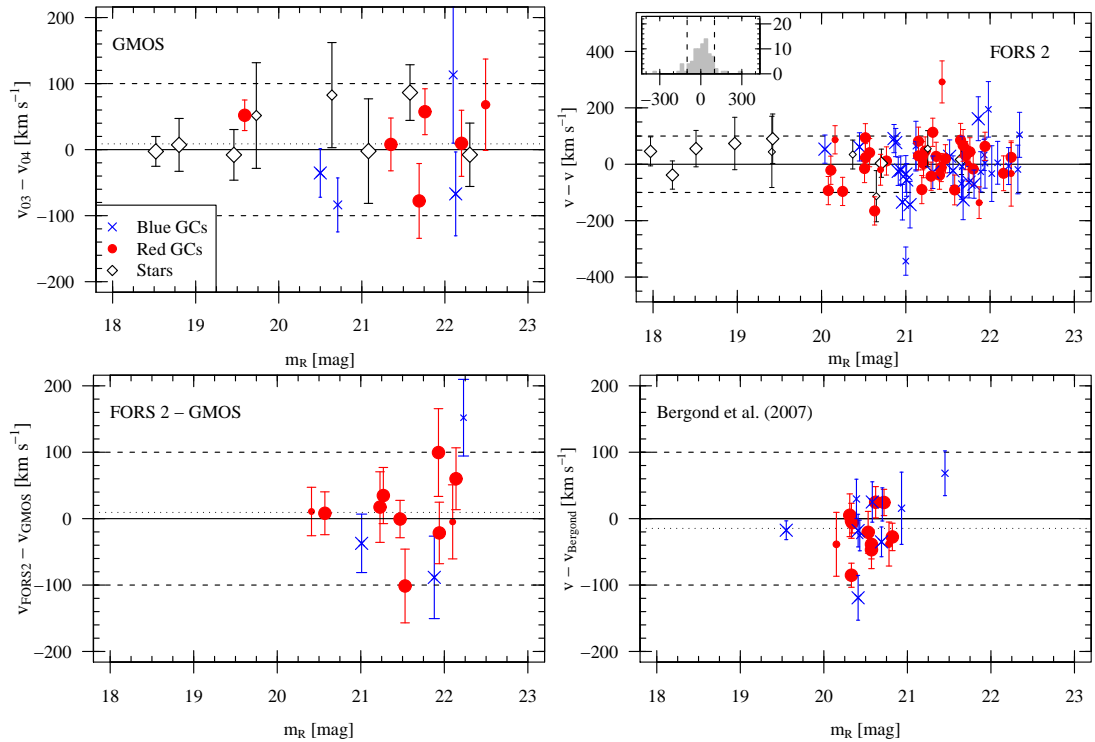 GMOS
v03 − v04 [km s−1]
200
100
0
−100
−200
Blue GCs
Red GCs
Stars
18 19 20 21 22 23
mR [mag]
FORS 2
v − v [km s−1]
400
200
0
−200
−400
20
10
0
−300 0 300
18 19 20 21 22 23
mR [mag]
FORS 2 − GMOS
vFORS2 − vGMOS [km s−1]
200
100
0
−100
−200
18 19 20 21 22 23
mR [mag]
Bergond et al. (2007)
v − vBergond [km s−1]
200
100
0
−100
−200
18 19 20 21 22 23
mR [mag]